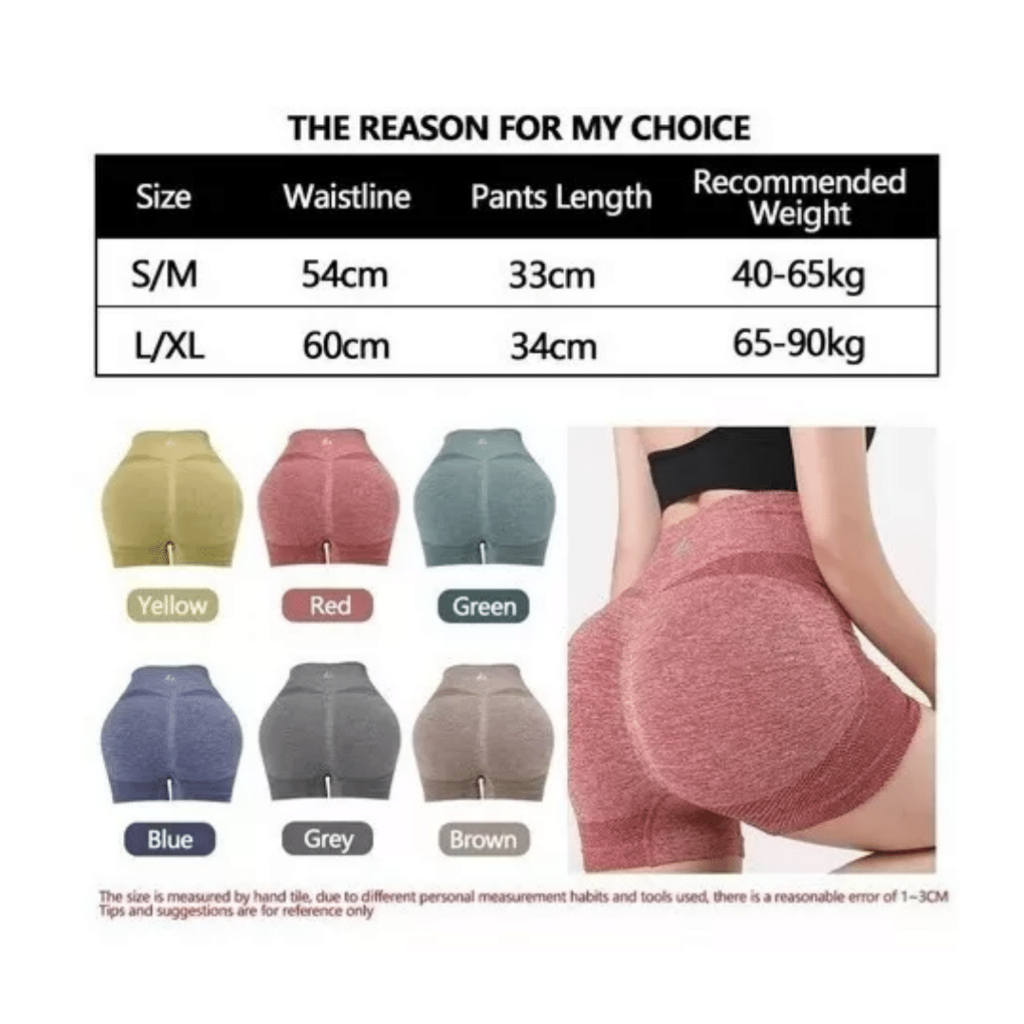 THE REASON FOR MY CHOICE
Size Waistline Pants Length Recommended Weight
S/M 54cm 33cm 40-65kg
L/XL 60cm 34cm 65-90kg
Yellow Red Green
Blue Grey Brown
The size is measured by hand tile, due to different personal measurement habits and tools used, there is a reasonable error of 1~3CM
Tips and suggestions are for reference only